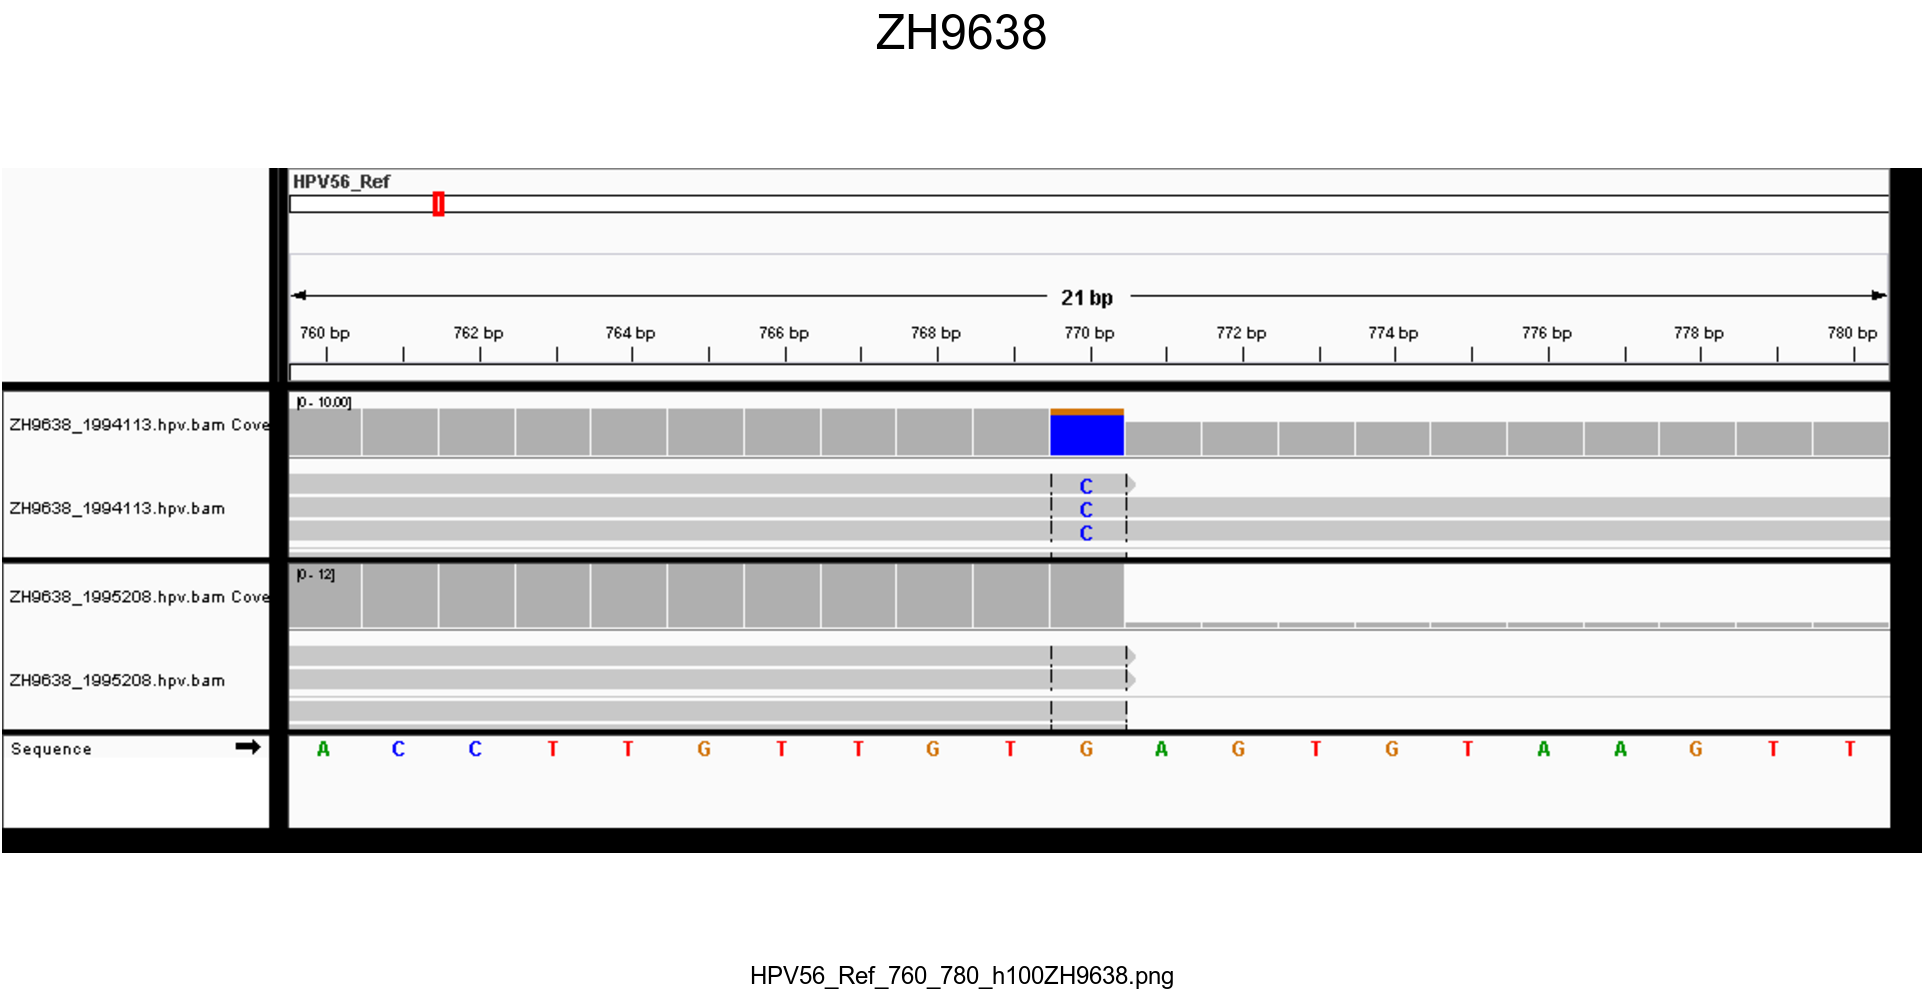 ZH9638
HPV56_Ref
21 bp
760 bp 762 bp 764 bp 766 bp 768 bp 770 bp 772 bp 774 bp 776 bp 778 bp 780 bp
[0 - 10.00]
ZH9638_1994113.hpv.bam Cove
ZH9638_1994113.hpv.bam
C
C
C
[0 - 12]
ZH9638_1995208.hpv.bam Cove
ZH9638_1995208.hpv.bam
Sequence A C C T T G T T G T G A G T G T A A G T T
HPV56_Ref_760_780_h100ZH9638.png